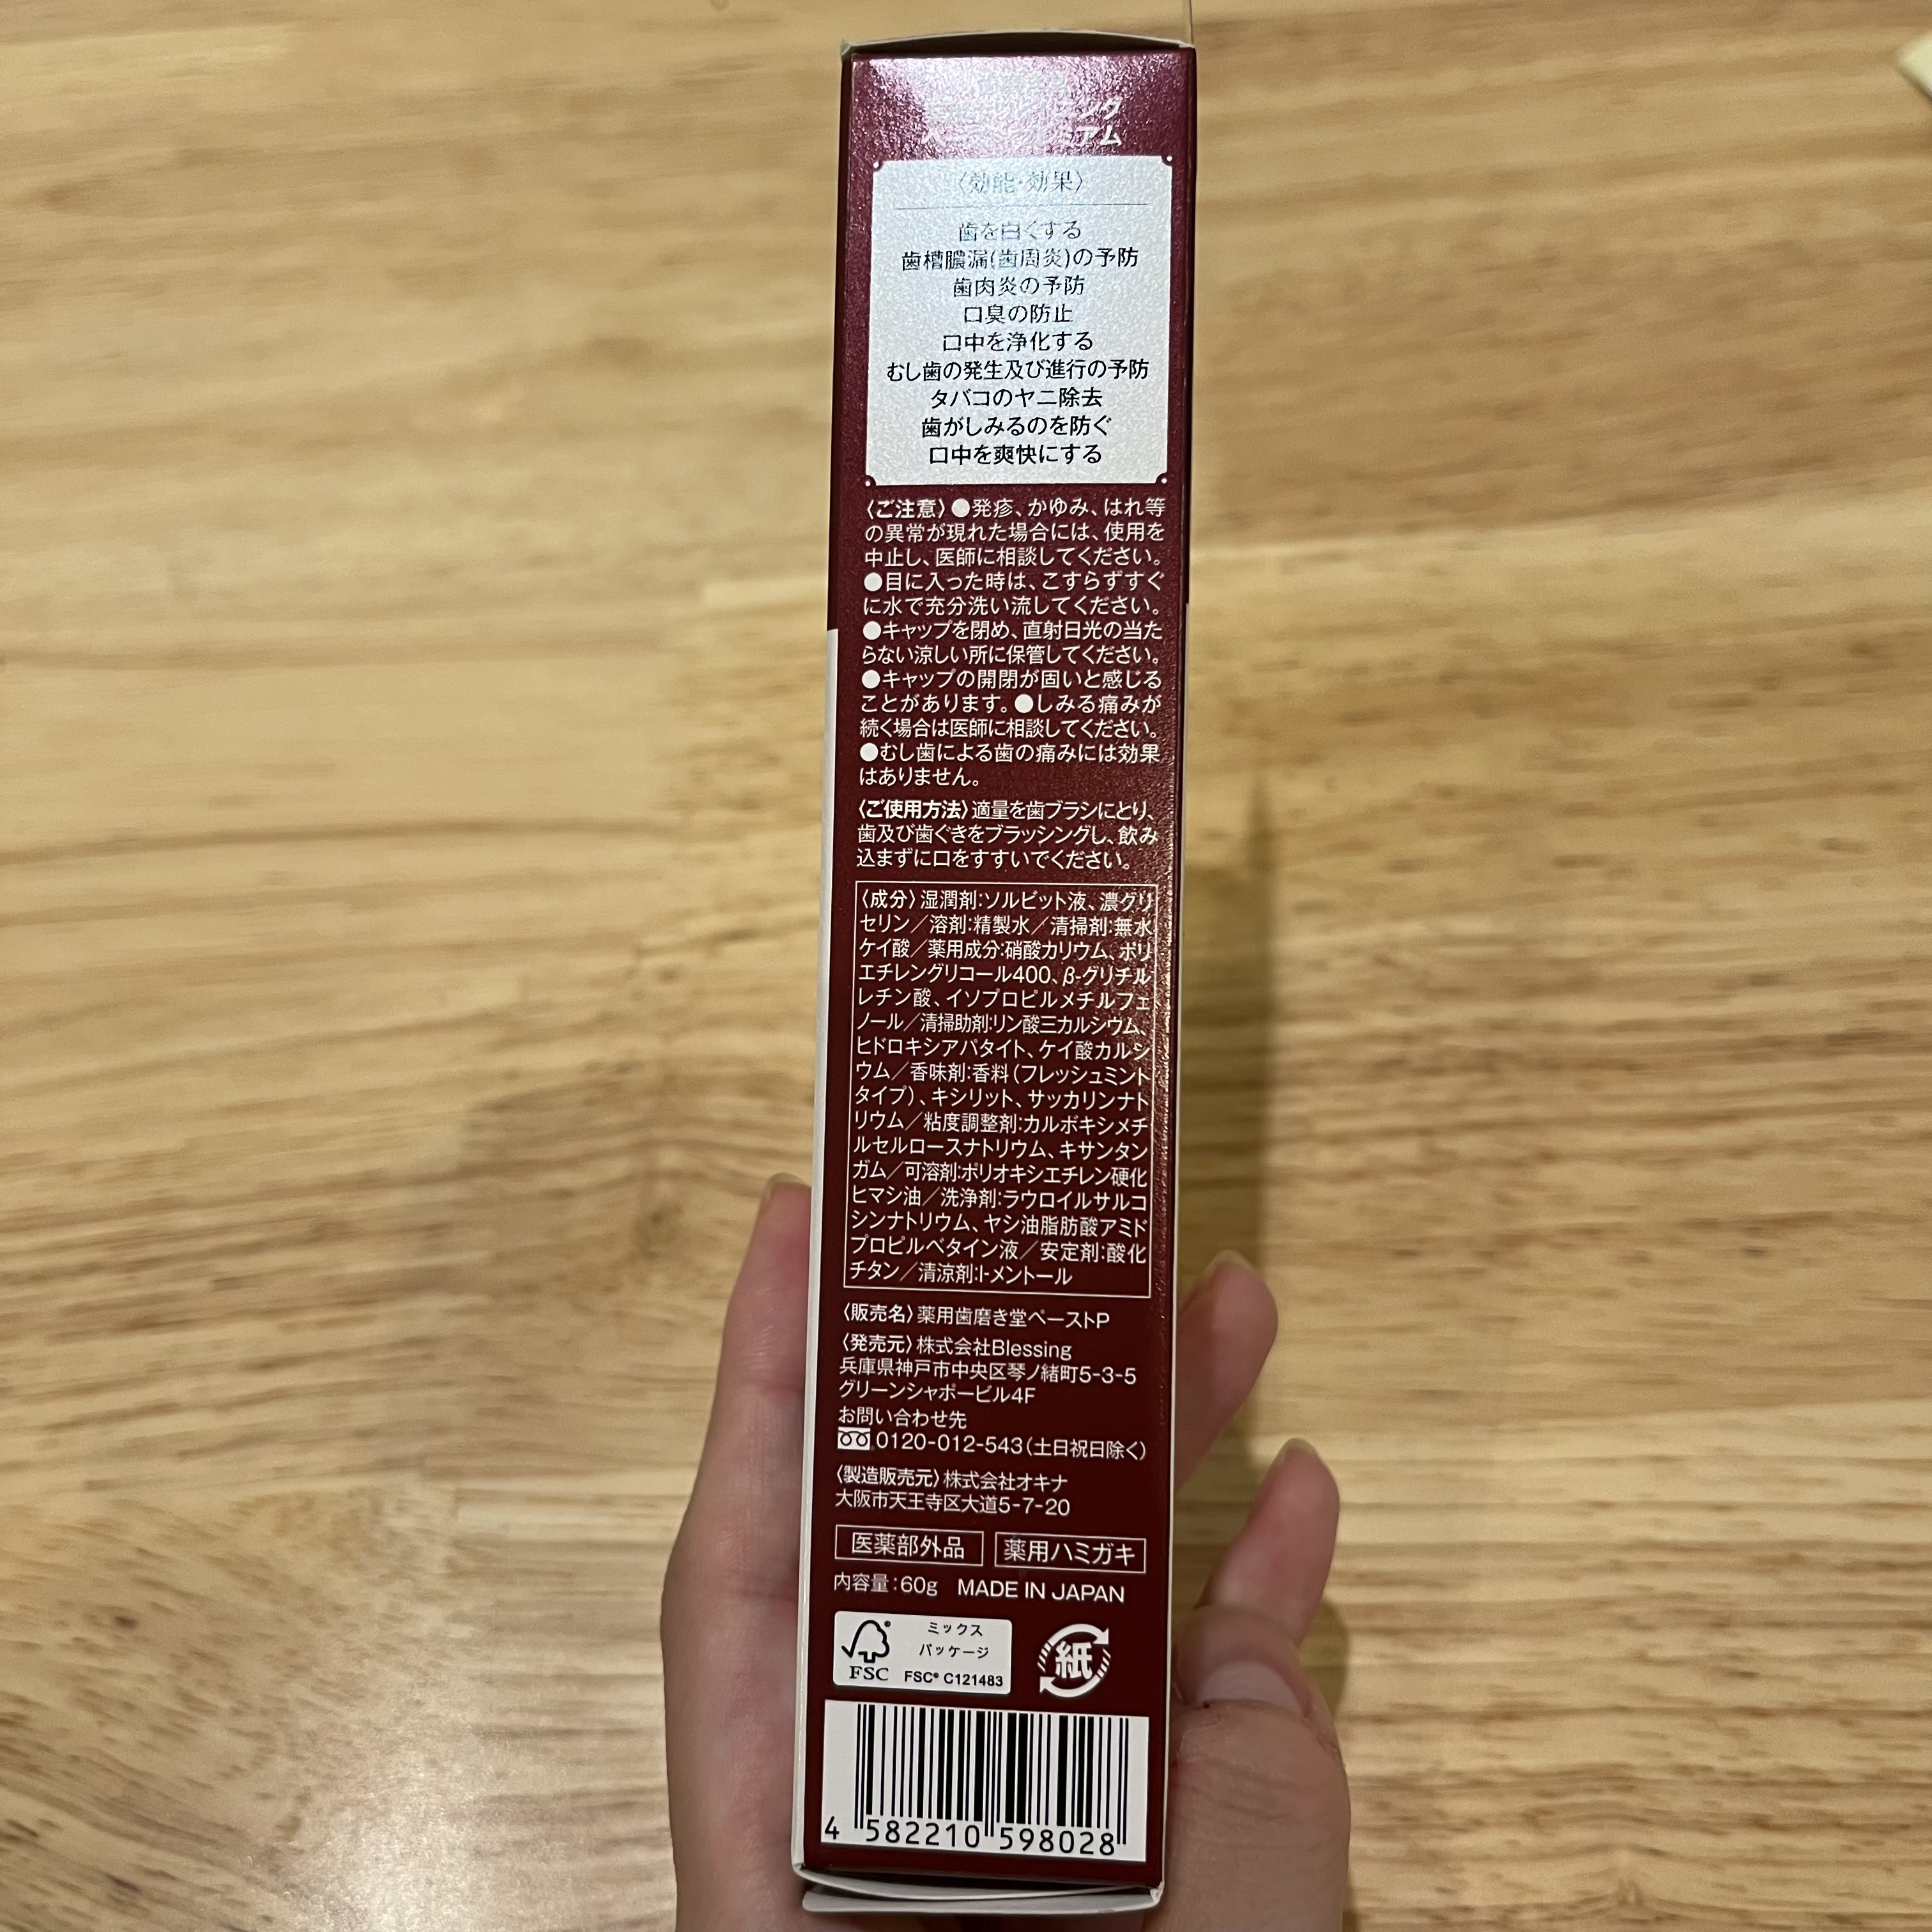 プレミアム
〈効能・効果〉
歯を白くする
歯槽膿漏(歯周炎)の予防
歯肉炎の予防
口臭の防止
口中を浄化する
むし歯の発生及び進行の予防
タバコのヤニ除去
歯がしみるのを防ぐ
口中を爽快にする
〈ご注意〉●発疹、かゆみ、はれ等
の異常が現れた場合には、使用を
中止し、医師に相談してください。
●目に入った時は、こすらずすぐ
に水で充分洗い流してください。
●キャップを閉め、直射日光の当た
らない涼しい所に保管してください。
●キャップの開閉が固いと感じる
ことがあります。●しみる痛みが
続く場合は医師に相談してください。
●むし歯による歯の痛みには効果
はありません。
〈ご使用方法〉適量を歯ブラシにとり、
歯及び歯ぐきをブラッシングし、飲み
込まずに口をすすいでください。
〈成分〉湿潤剤:ソルビット液、濃グリ
セリン／溶剤:精製水／清掃剤:無水
ケイ酸／薬用成分:硝酸カリウム、ポリ
エチレングリコール400、β-グリチル
レチン酸、イソプロピルメチルフェ
ノール／清掃助剤:リン酸三カルシウム、
ヒドロキシアパタイト、ケイ酸カルシ
ウム／香味剤:香料(フレッシュミント
タイプ)、キシリット、サッカリンナト
リウム／粘度調整剤:カルボキシメチ
ルセルロースナトリウム、キサンタン
ガム／可溶剤:ポリオキシエチレン硬化
ヒマシ油／洗浄剤:ラウロイルサルコ
シンナトリウム、ヤシ油脂肪酸アミド
プロピルベタイン液／安定剤:酸化
チタン／清涼剤:l-メントール
〈販売名〉薬用歯磨き堂ペーストP
〈発売元〉株式会社Blessing
兵庫県神戸市中央区琴ノ緒町5-3-5
グリーンシャポービル4F
お問い合わせ先
0120-012-543(土日祝日除く)
〈製造販売元〉株式会社オキナ
大阪市天王寺区大道5-7-20
医薬部外品 薬用ハミガキ
内容量:60g MADE IN JAPAN
ミックス
パッケージ
FSC FSC® C121483
紙
4 582210 598028